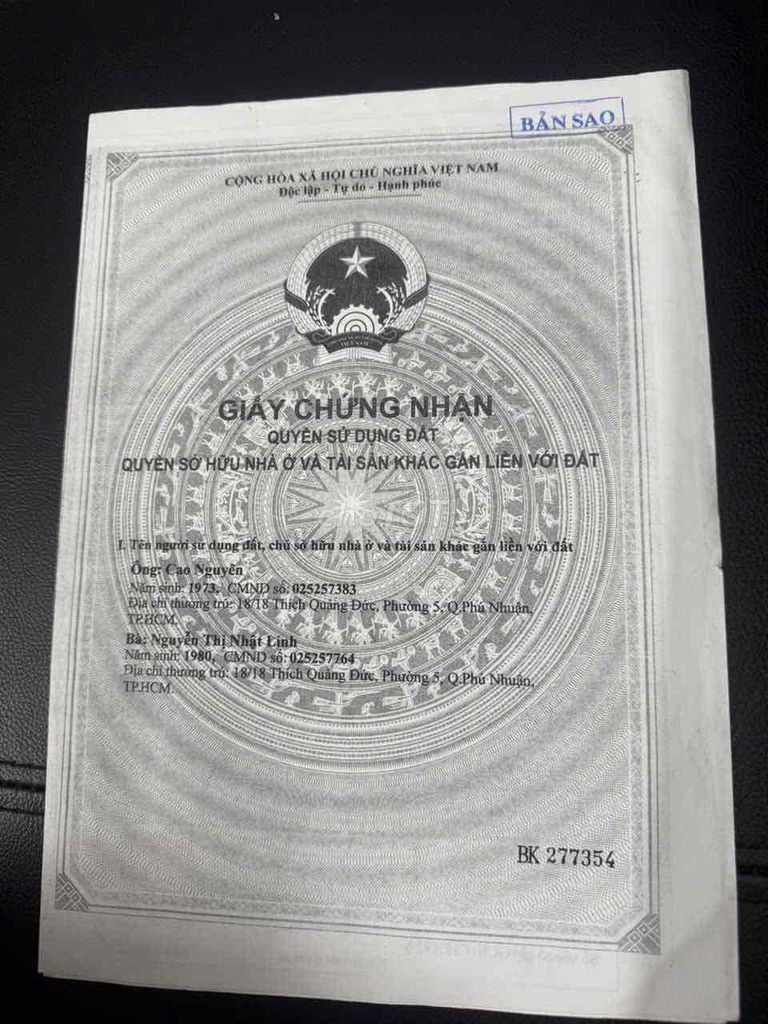 BẢN SAO
CỘNG HÒA XÃ HỘI CHỦ NGHĨA VIỆT NAM
Độc lập - Tự do - Hạnh phúc
VIỆT NAM
GIẤY CHỨNG NHẬN
QUYỀN SỬ DỤNG ĐẤT
QUYỀN SỞ HỮU NHÀ Ở VÀ TÀI SẢN KHÁC GẮN LIỀN VỚI ĐẤT
I. Tên người sử dụng đất, chủ sở hữu nhà ở và tài sản khác gắn liền với đất
Ông: Cao Nguyên
Năm sinh: 1973, CMND số: 025257383
Địa chỉ thường trú: 18/18 Thích Quảng Đức, Phường 5, Q.Phú Nhuận,
TP.HCM.
Bà: Nguyễn Thị Nhật Linh
Năm sinh: 1980, CMND số: 025257764
Địa chỉ thường trú: 18/18 Thích Quảng Đức, Phường 5, Q.Phú Nhuận,
TP.HCM.
BK 277354